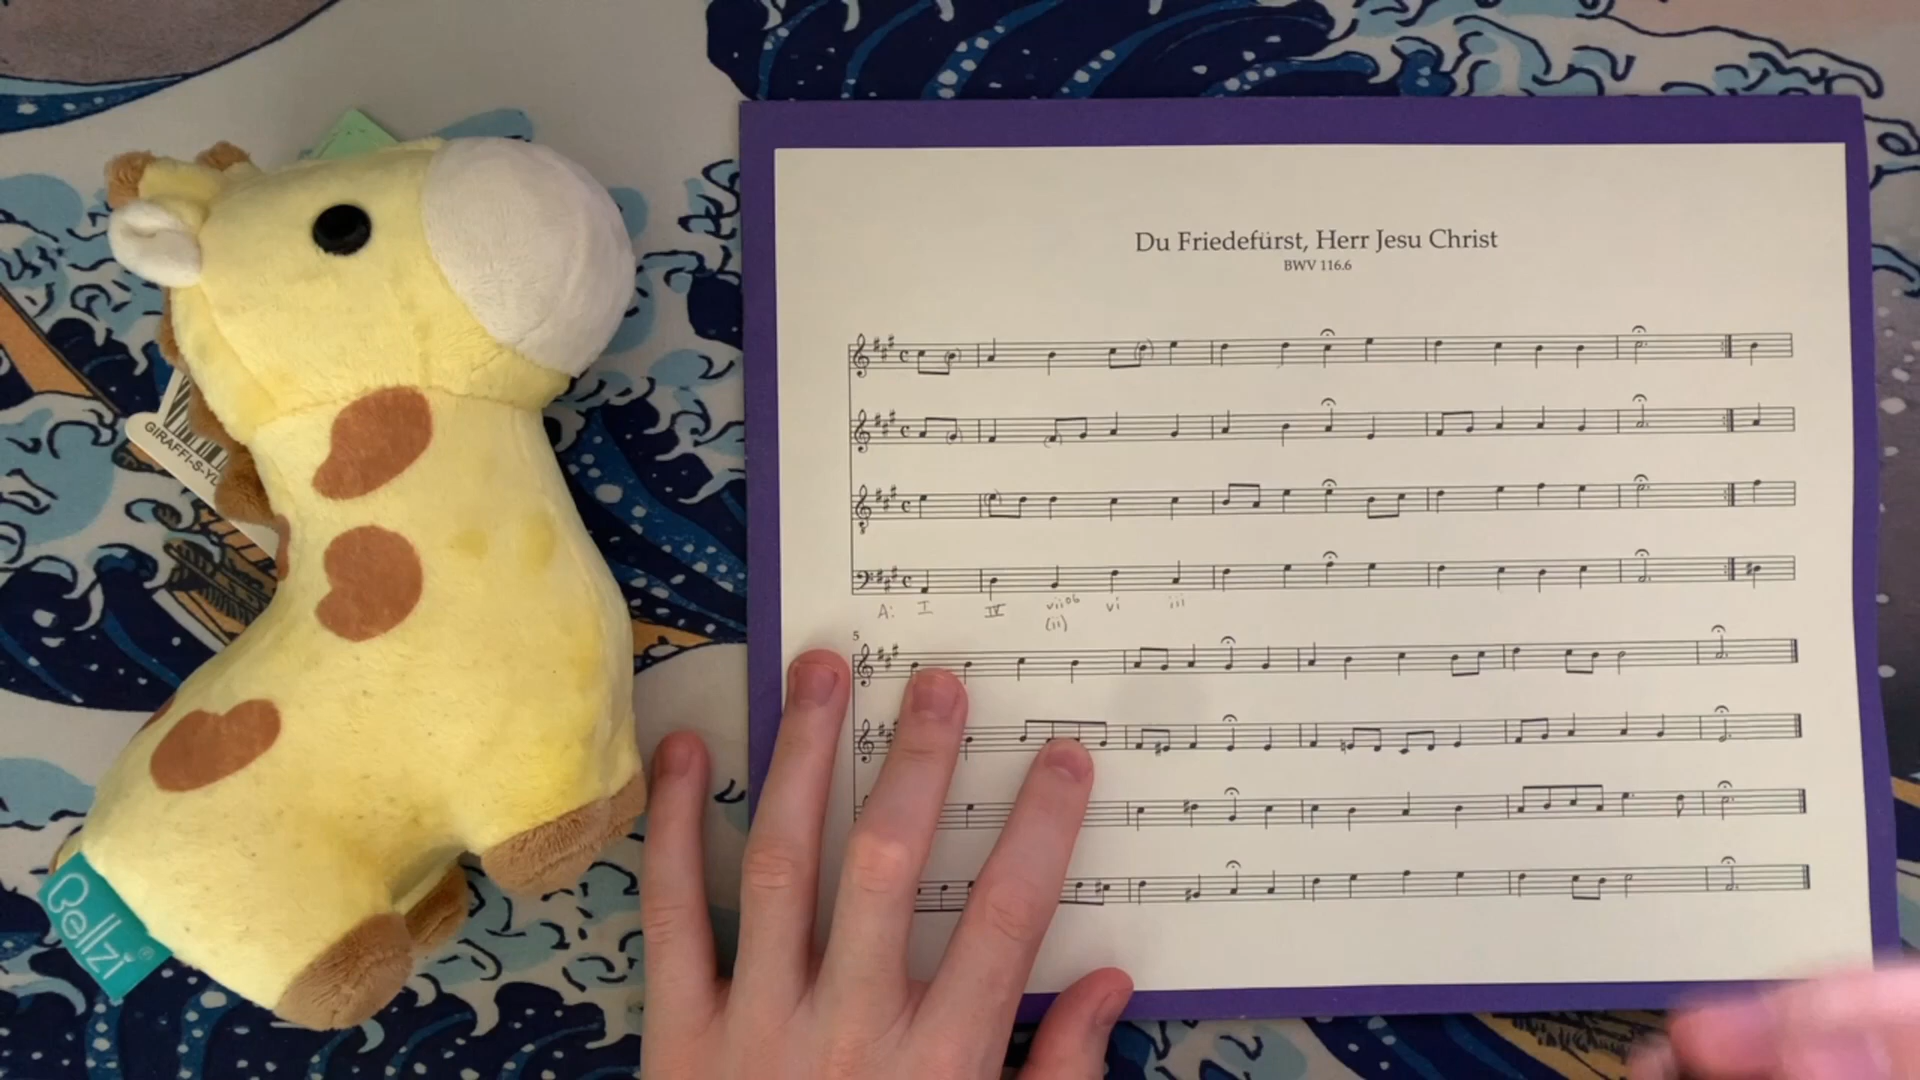 GIRAFFI-S-YL
Bellzi®
Du Friedefürst, Herr Jesu Christ
BWV 116.6
A: I IV vii°6 vi iii
(ii)
5